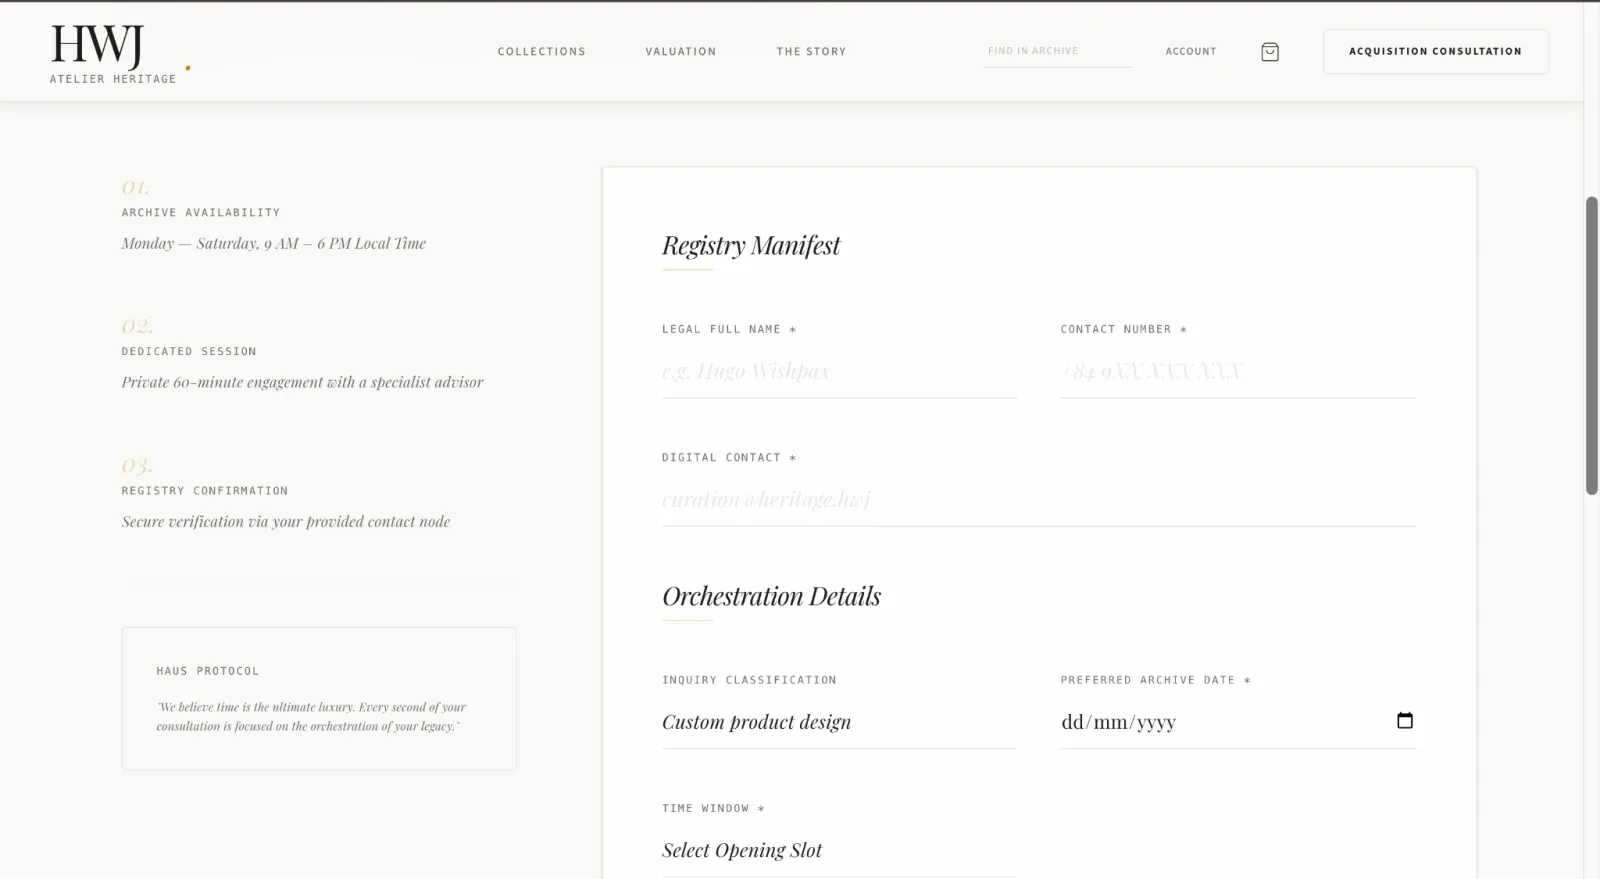 HWJ
ATELIER HERITAGE
COLLECTIONS
VALUATION
THE STORY
FIND IN ARCHIVE
ACCOUNT
ACQUISITION CONSULTATION
01.
ARCHIVE AVAILABILITY
Monday — Saturday, 9 AM – 6 PM Local Time
02.
DEDICATED SESSION
Private 60-minute engagement with a specialist advisor
03.
REGISTRY CONFIRMATION
Secure verification via your provided contact node
HAUS PROTOCOL
"We believe time is the ultimate luxury. Every second of your
consultation is focused on the orchestration of your legacy."
Registry Manifest
LEGAL FULL NAME *
e.g. Hugo Wishpax
CONTACT NUMBER *
+84 9XX XXX XXX
DIGITAL CONTACT *
curation@heritage.hwj
Orchestration Details
INQUIRY CLASSIFICATION
Custom product design
PREFERRED ARCHIVE DATE *
dd/mm/yyyy
TIME WINDOW *
Select Opening Slot